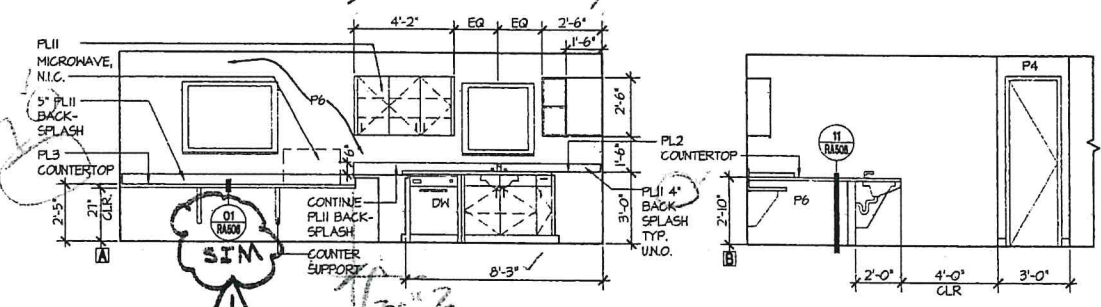 4'-2"
EQ
EQ
2'-6"
1'-6"
PL11
MICROWAVE,
N.I.C.
5" PL11
BACK-
SPLASH
PL3
COUNTERTOP
P6
6"
2'-6"
1'-6"
3'-0"
2'-5"
27"
CLR.
A
01
RA508
SIM
CONTINUE
PL11 BACK-
SPLASH
COUNTER
SUPPORT
DW
8'-3"
PL11 4"
BACK
SPLASH
TYP.
U.N.O.
PL2
COUNTERTOP
11
RA508
P4
P6
2'-10"
B
2'-0"
4'-0"
CLR
3'-0"
1